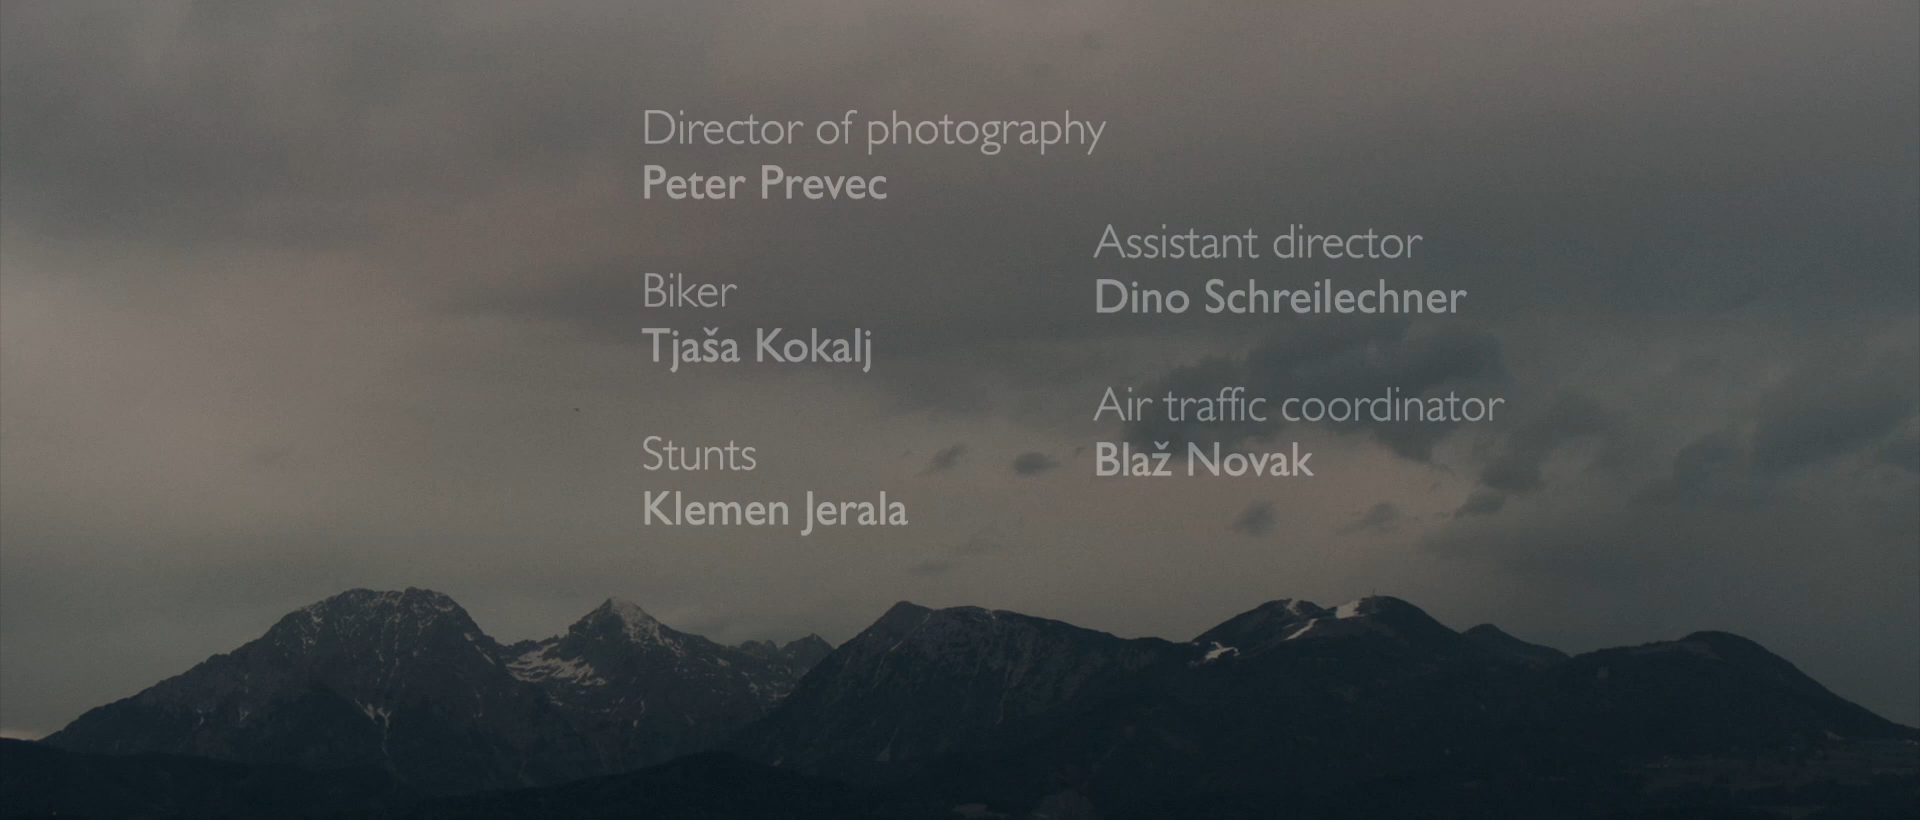 Director of photography
Peter Prevec
Biker
Tjaša Kokalj
Stunts
Klemen Jerala
Assistant director
Dino Schreilechner
Air traffic coordinator
Blaž Novak